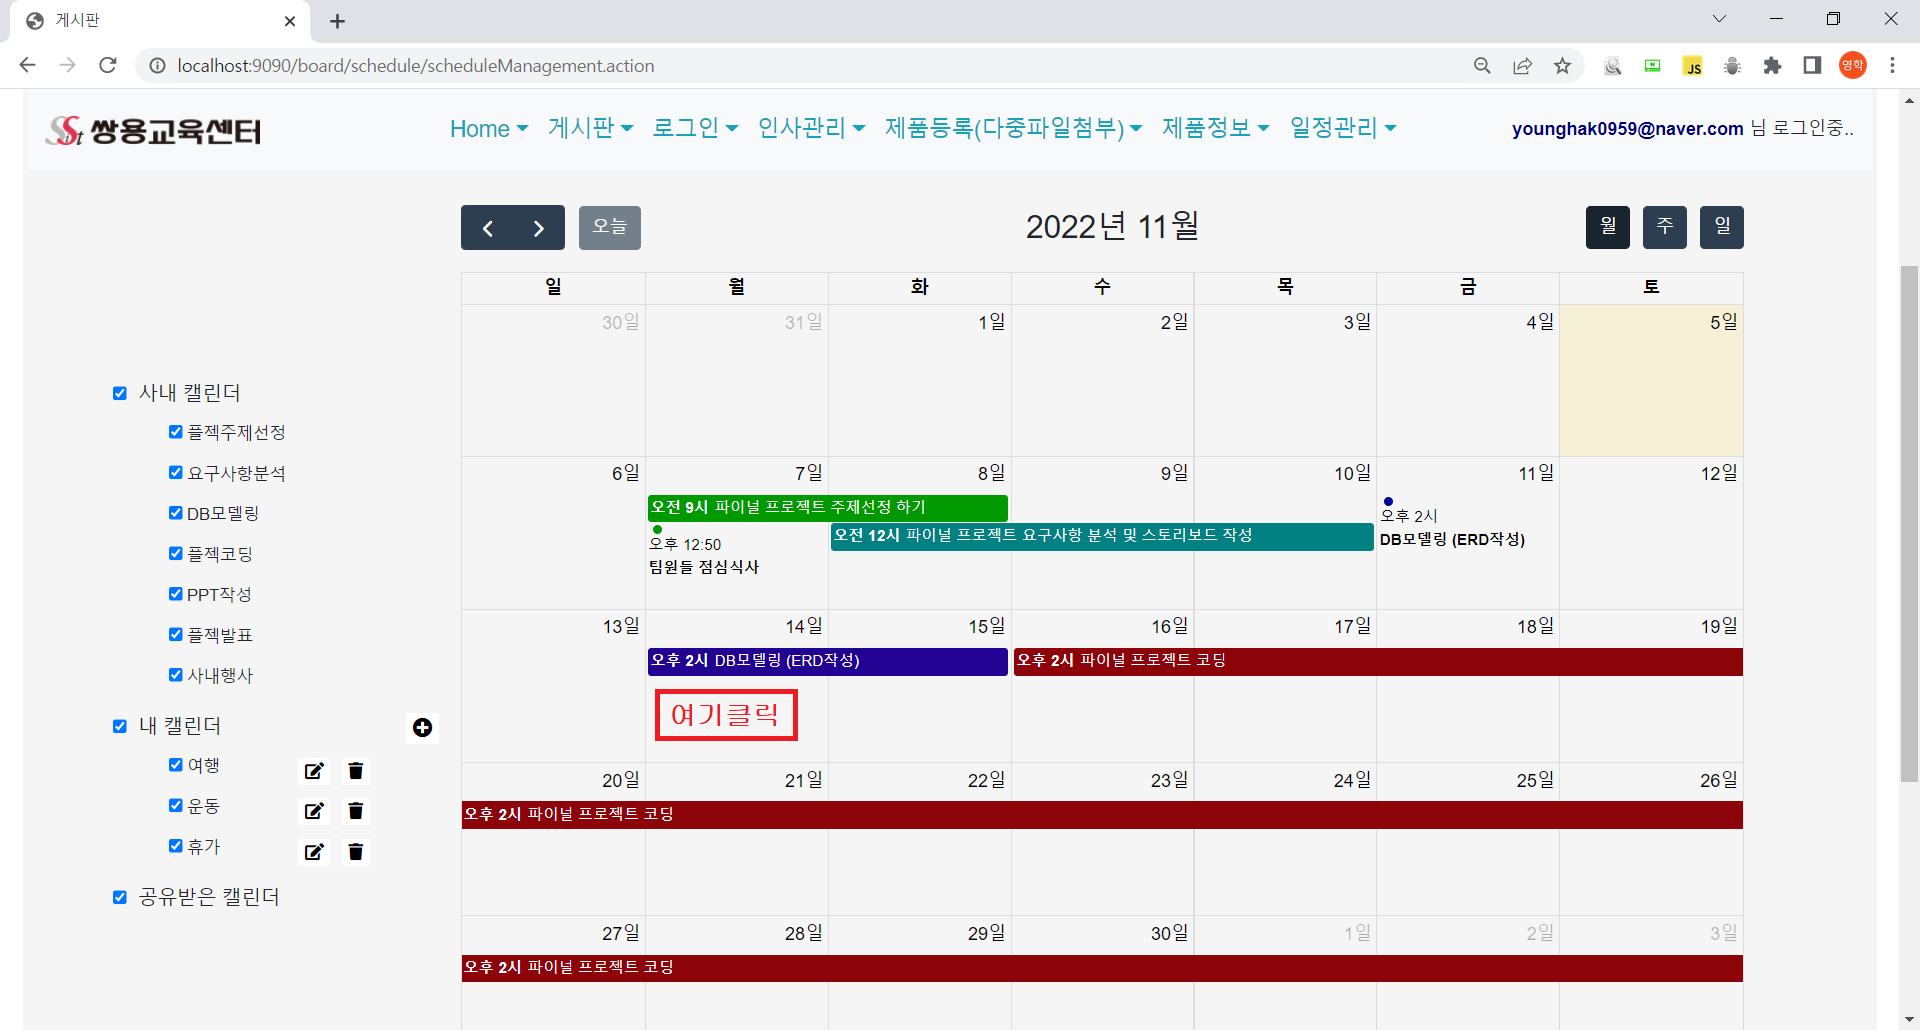 게시판
localhost:9090/board/schedule/scheduleManagement.action
JS
영학
Sist 쌍용교육센터
Home 게시판 로그인 인사관리 제품등록(다중파일첨부) 제품정보 일정관리
younghak0959@naver.com 님 로그인중..
오늘
2022년 11월
월 주 일
사내 캘린더
플젝주제선정
요구사항분석
DB모델링
플젝코딩
PPT작성
플젝발표
사내행사
내 캘린더
여행
운동
휴가
공유받은 캘린더
일 월 화 수 목 금 토
30일 31일 1일 2일 3일 4일 5일
6일 7일 8일 9일 10일 11일 12일
오전 9시 파이널 프로젝트 주제선정 하기
오후 12:50
팀원들 점심식사
오전 12시 파이널 프로젝트 요구사항 분석 및 스토리보드 작성
오후 2시
DB모델링 (ERD작성)
13일 14일 15일 16일 17일 18일 19일
오후 2시 DB모델링 (ERD작성)
오후 2시 파이널 프로젝트 코딩
여기클릭
20일 21일 22일 23일 24일 25일 26일
오후 2시 파이널 프로젝트 코딩
27일 28일 29일 30일 1일 2일 3일
오후 2시 파이널 프로젝트 코딩